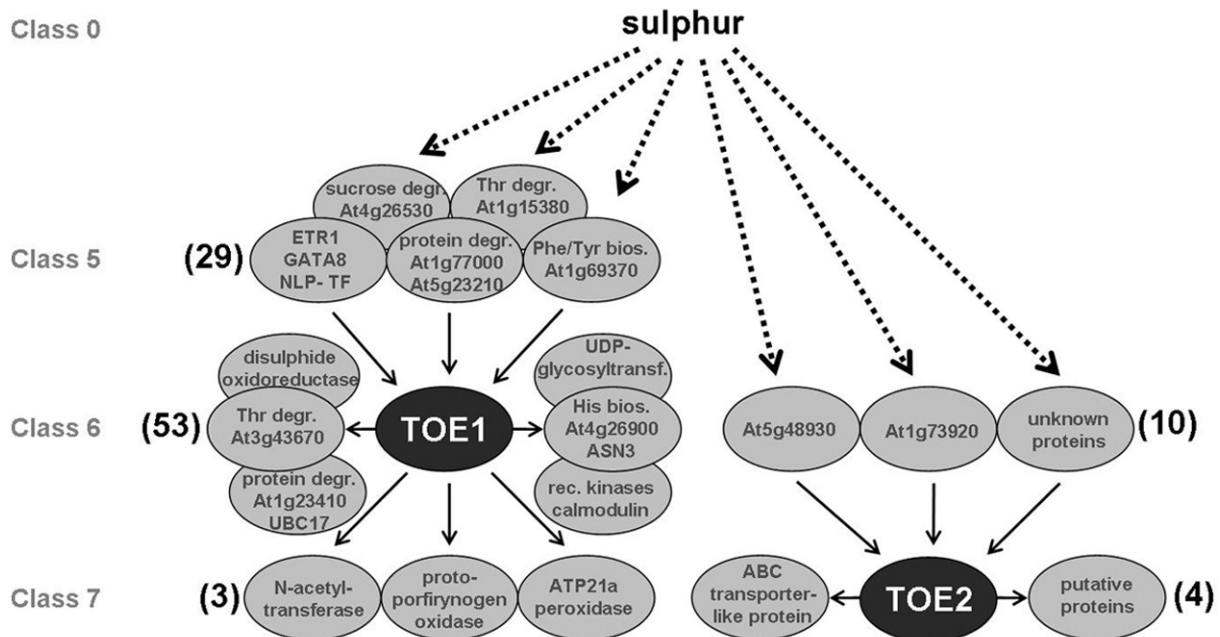 Class 0
sulphur
sucrose degr.
At4g26530
Thr degr.
At1g15380
Class 5
(29)
ETR1
GATA8
NLP- TF
protein degr.
At1g77000
At5g23210
Phe/Tyr bios.
At1g69370
disulphide
oxidoreductase
UDP-
glycosyltransf.
Class 6
(53)
Thr degr.
At3g43670
TOE1
His bios.
At4g26900
ASN3
At5g48930
At1g73920
unknown
proteins
(10)
protein degr.
At1g23410
UBC17
rec. kinases
calmodulin
Class 7
(3)
N-acetyl-
transferase
proto-
porfirynogen
oxidase
ATP21a
peroxidase
ABC
transporter-
like protein
TOE2
putative
proteins
(4)